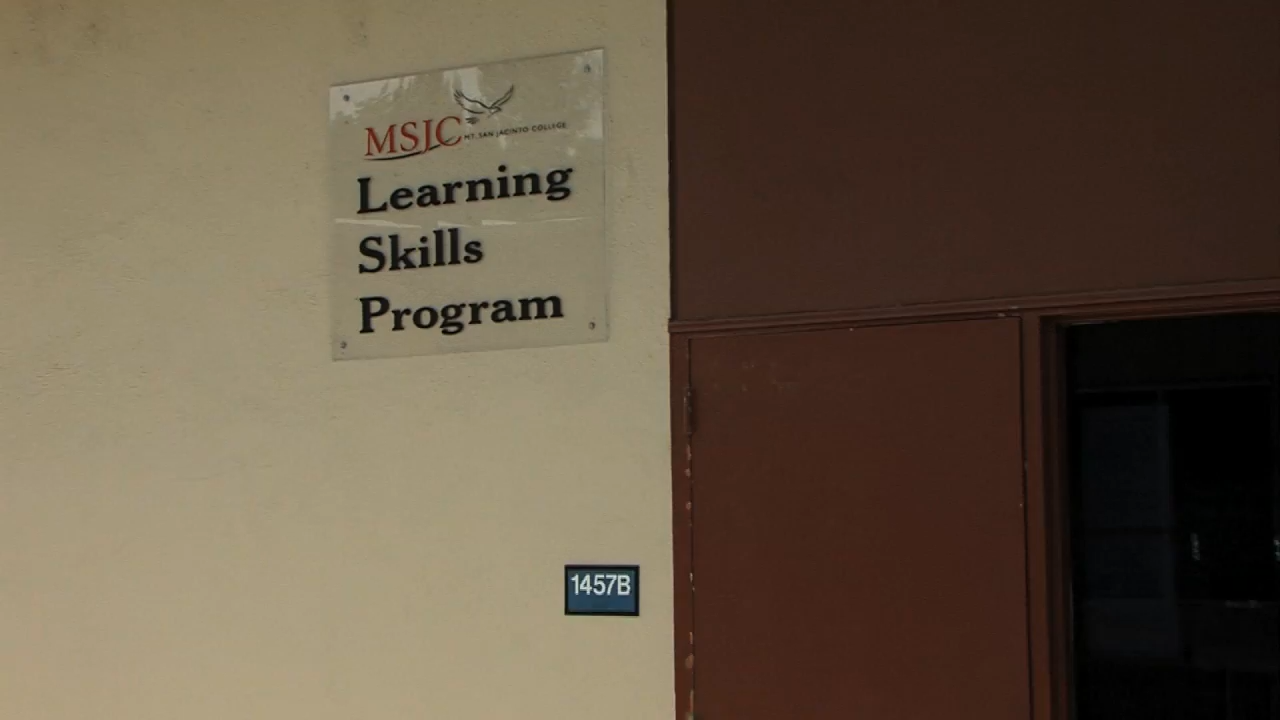 MSJC MT. SAN JACINTO COLLEGE
Learning
Skills
Program
1457B